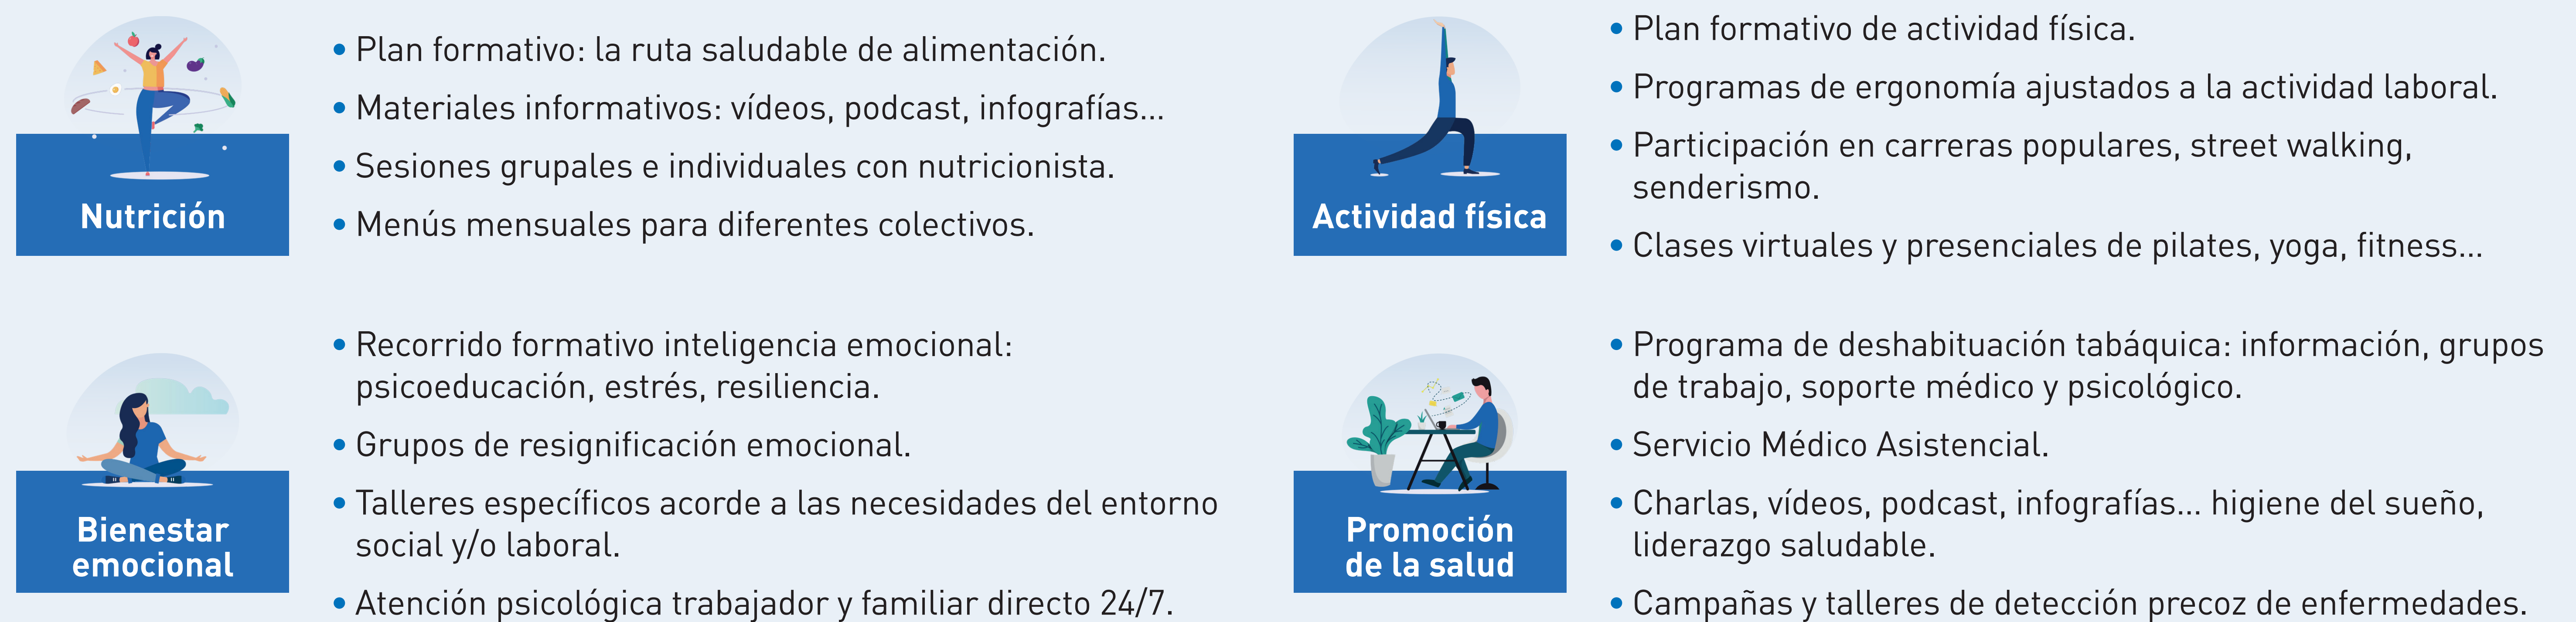 Nutrición
• Plan formativo: la ruta saludable de alimentación.
• Materiales informativos: vídeos, podcast, infografías...
• Sesiones grupales e individuales con nutricionista.
• Menús mensuales para diferentes colectivos.
Actividad física
• Plan formativo de actividad física.
• Programas de ergonomía ajustados a la actividad laboral.
• Participación en carreras populares, street walking,
senderismo.
• Clases virtuales y presenciales de pilates, yoga, fitness...
Bienestar
emocional
• Recorrido formativo inteligencia emocional:
psicoeducación, estrés, resiliencia.
• Grupos de resignificación emocional.
• Talleres específicos acorde a las necesidades del entorno
social y/o laboral.
• Atención psicológica trabajador y familiar directo 24/7.
Promoción
de la salud
• Programa de deshabituación tabáquica: información, grupos
de trabajo, soporte médico y psicológico.
• Servicio Médico Asistencial.
• Charlas, vídeos, podcast, infografías... higiene del sueño,
liderazgo saludable.
• Campañas y talleres de detección precoz de enfermedades.